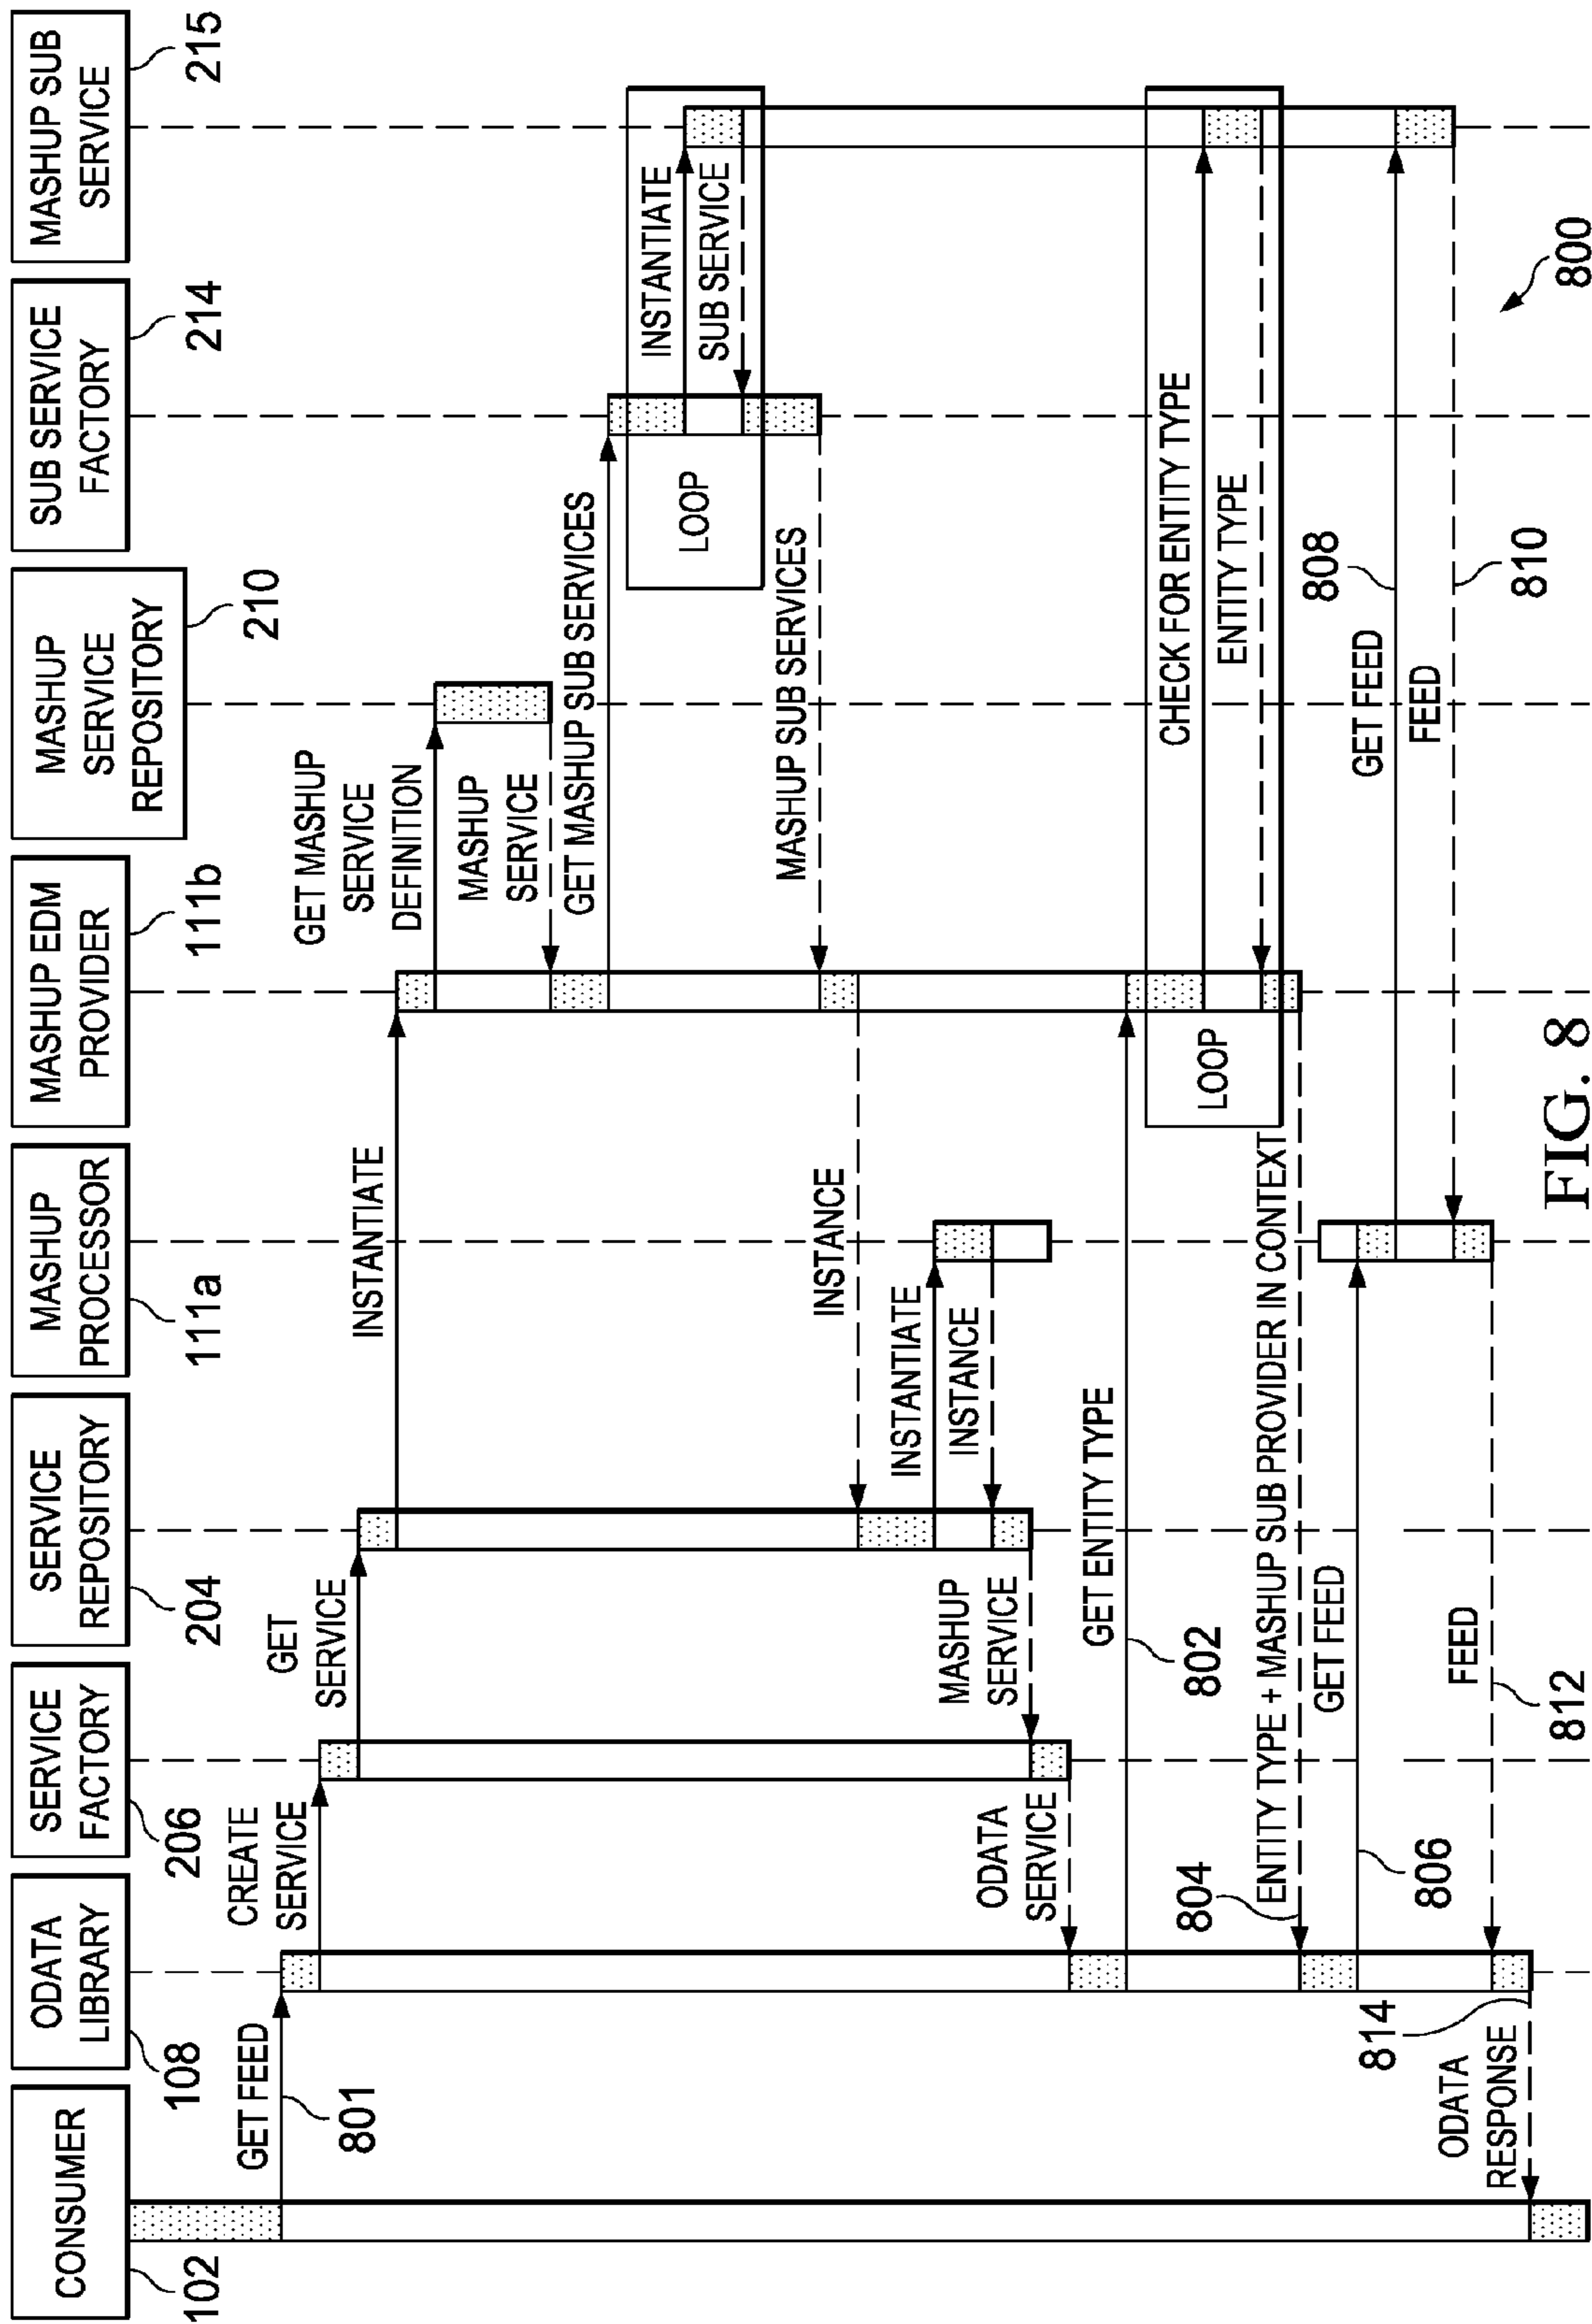 CONSUMER
102
ODATA
LIBRARY
108
SERVICE
FACTORY
206
SERVICE
REPOSITORY
204
MASHUP
PROCESSOR
111a
MASHUP EDM
PROVIDER
111b
MASHUP
SERVICE
REPOSITORY
210
SUB SERVICE
FACTORY
214
MASHUP SUB
SERVICE
215
GET FEED
801
CREATE
SERVICE
GET
SERVICE
INSTANTIATE
GET MASHUP
SERVICE
DEFINITION
MASHUP
SERVICE
GET MASHUP SUB SERVICES
LOOP
INSTANTIATE
SUB SERVICE
MASHUP SUB SERVICES
INSTANCE
INSTANTIATE
INSTANCE
MASHUP
SERVICE
ODATA
SERVICE
GET ENTITY TYPE
802
LOOP
CHECK FOR ENTITY TYPE
ENTITY TYPE
804
ENTITY TYPE + MASHUP SUB PROVIDER IN CONTEXT
GET FEED
806
GET FEED
808
FEED
810
FEED
812
814
ODATA
RESPONSE
800
FIG. 8